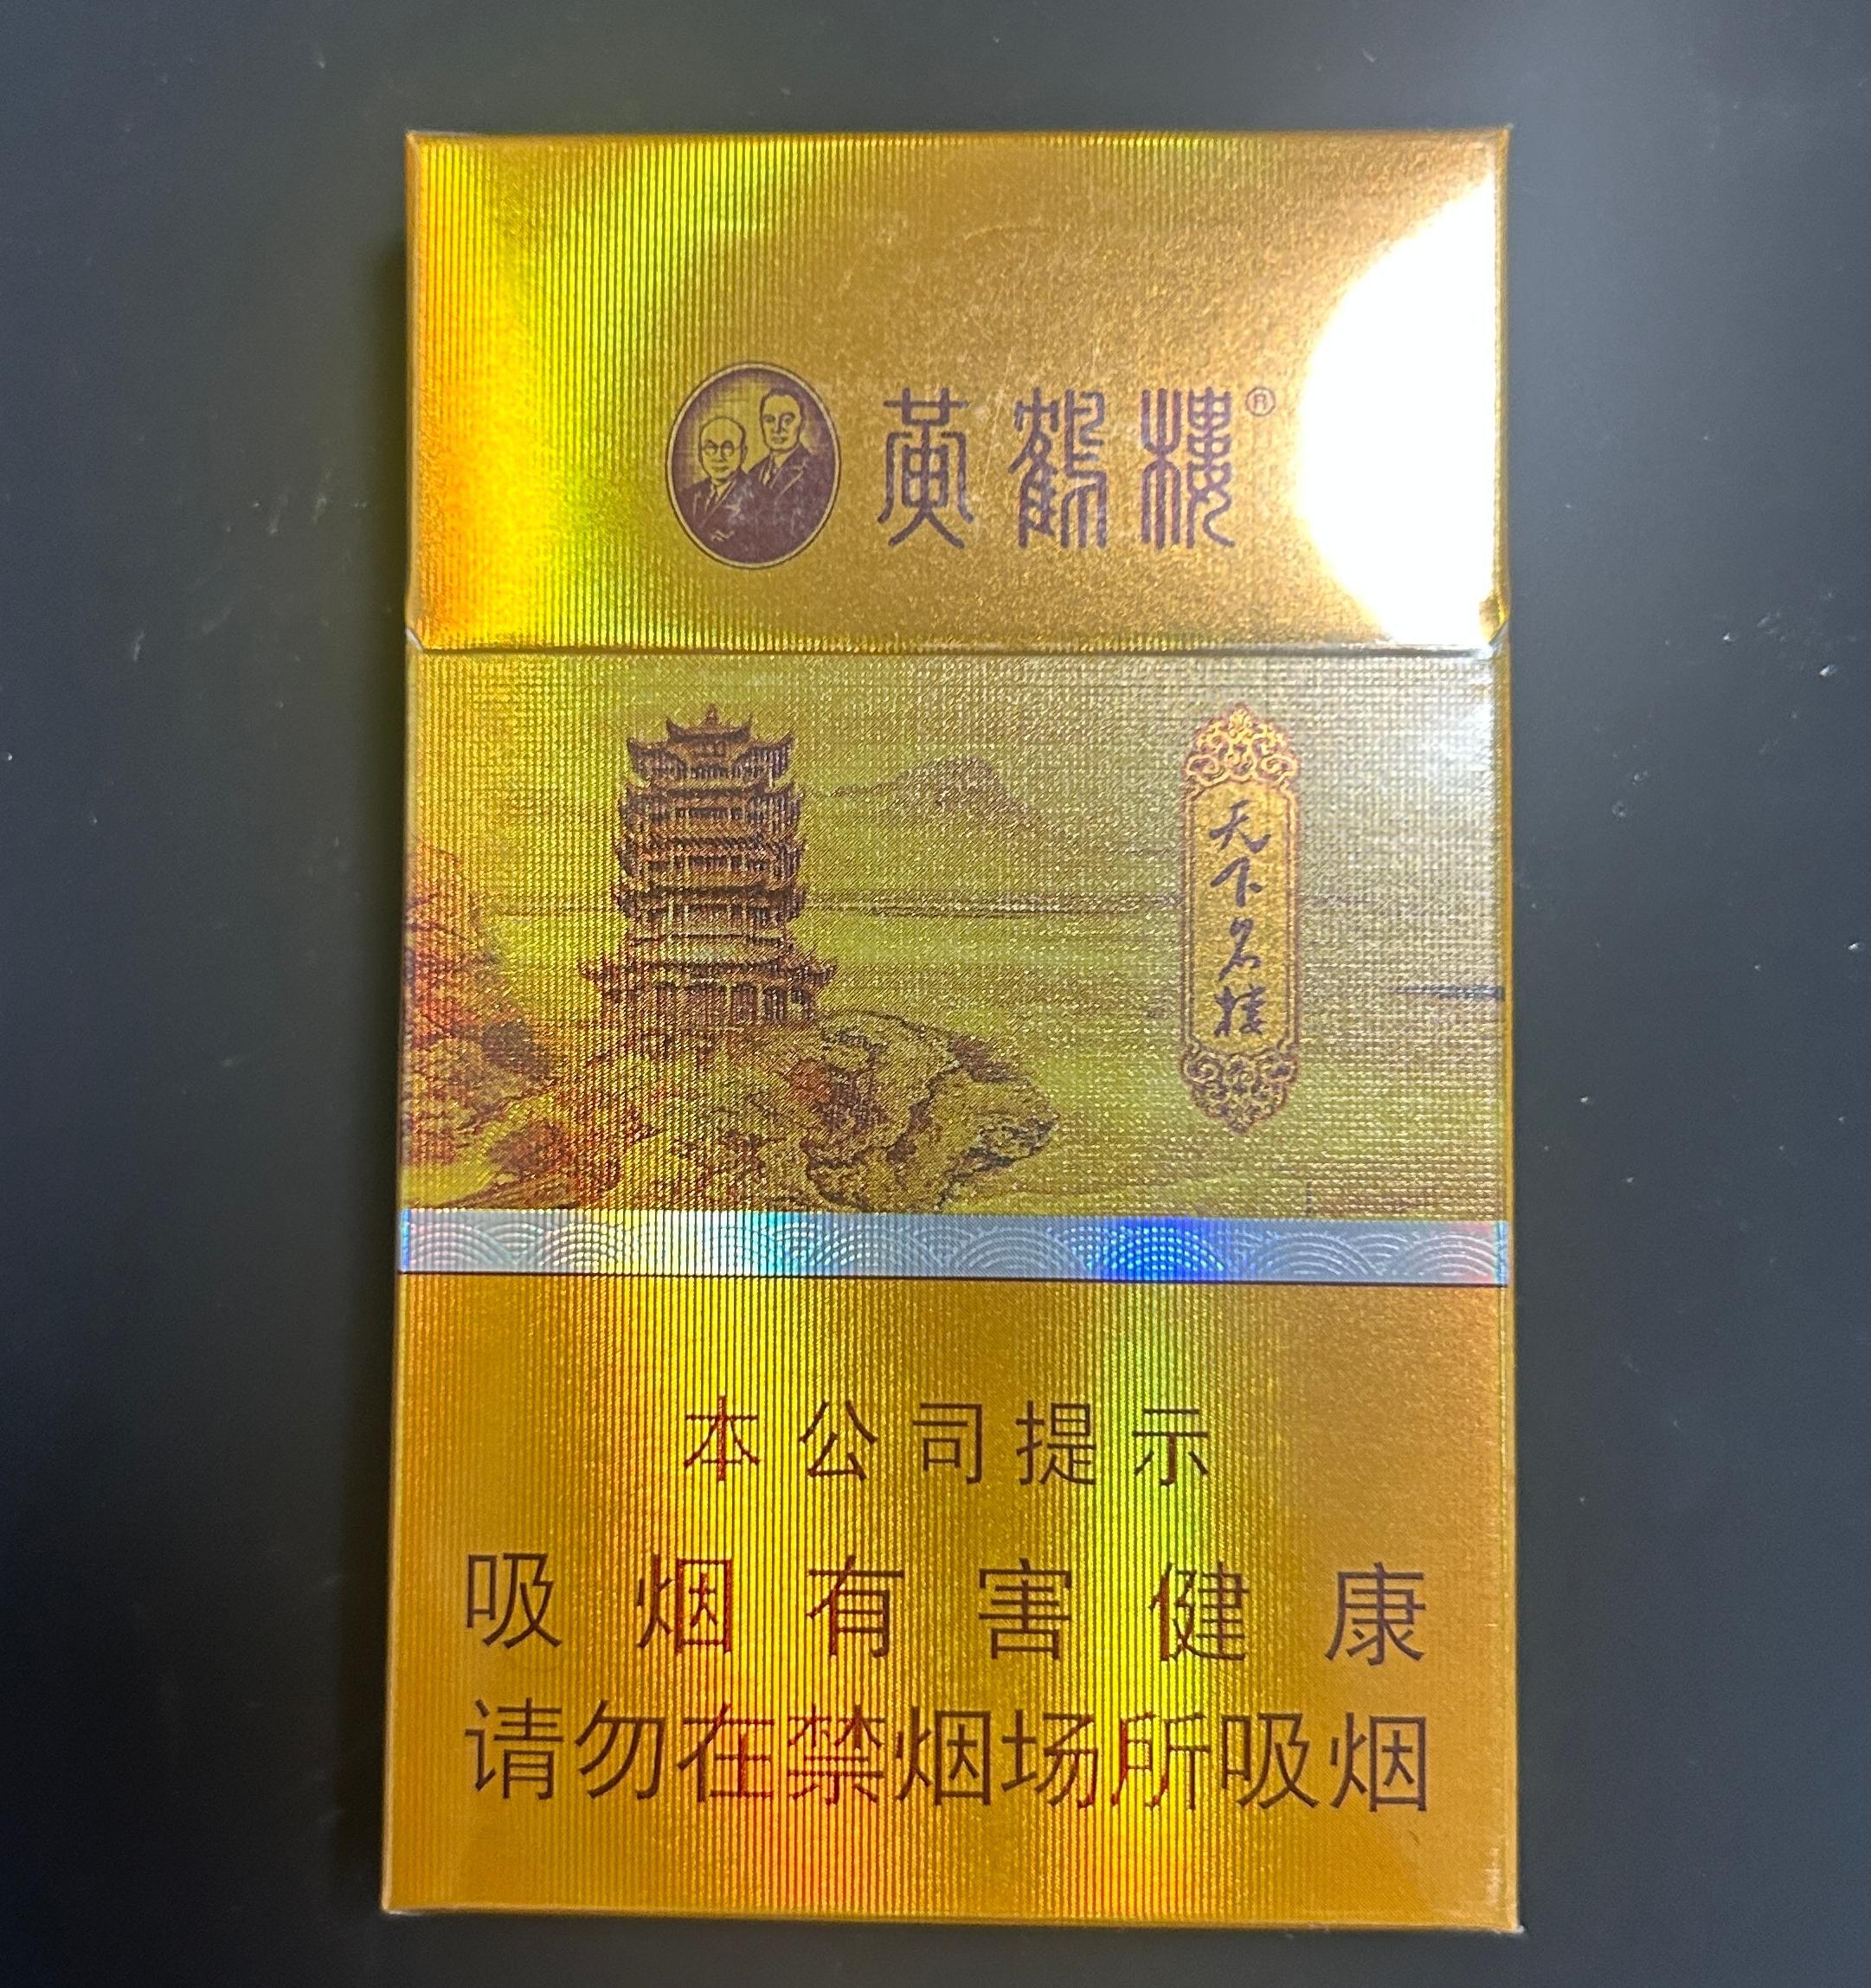 黄鹤樓®
天下名楼
本公司提示
吸烟有害健康
请勿在禁烟场所吸烟